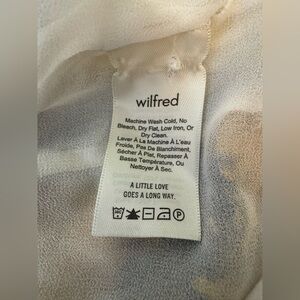 wilfred
Machine Wash Cold, No
Bleach, Dry Flat, Low Iron, Or
Dry Clean.
Laver À La Machine À L'eau
Froide, Pas De Blanchiment,
Sécher À Plat, Repasser À
Basse Température, Ou
Nettoyer À Sec.
A LITTLE LOVE
GOES A LONG WAY.
P